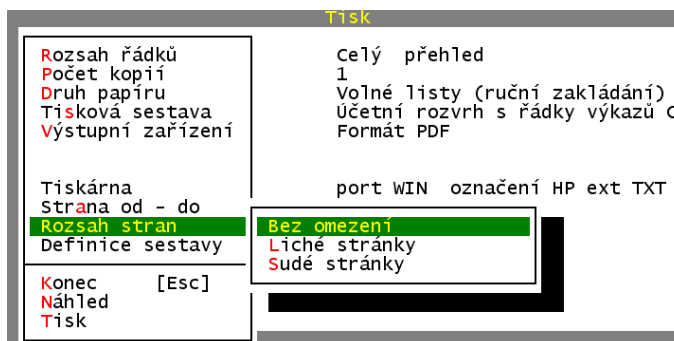 Tisk
Rozsah řádků Celý přehled
Počet kopií 1
Druh papíru Volné listy (ruční zakládání)
Tisková sestava Účetní rozvrh s řádky výkazů
Výstupní zařízení Formát PDF
Tiskárna port WIN označení HP ext TXT
Strana od – do
Rozsah stran Bez omezení
Definice sestavy Liché stránky
Sudé stránky
Konec [Esc]
Náhled
Tisk